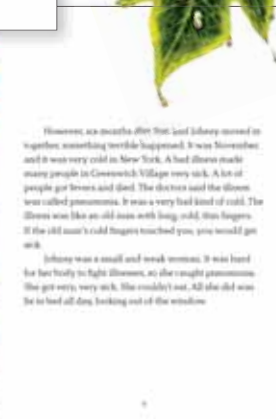 However, six months after Sue and Johnsy moved in
together, something terrible happened. It was November
and it was very cold in New York. A bad illness made
many people in Greenwich Village very sick. A lot of
people got fevers and died. The doctors said the illness
was called pneumonia. It was a very bad kind of cold. The
illness was like an old man with long, cold, thin fingers.
If the old man's cold fingers touched you, you would get
sick.
Johnsy was a small and weak woman. It was hard
for her body to fight illnesses, so she caught pneumonia.
She got very, very sick. She couldn't eat. All she did was
lie in bed all day, looking out of the window.